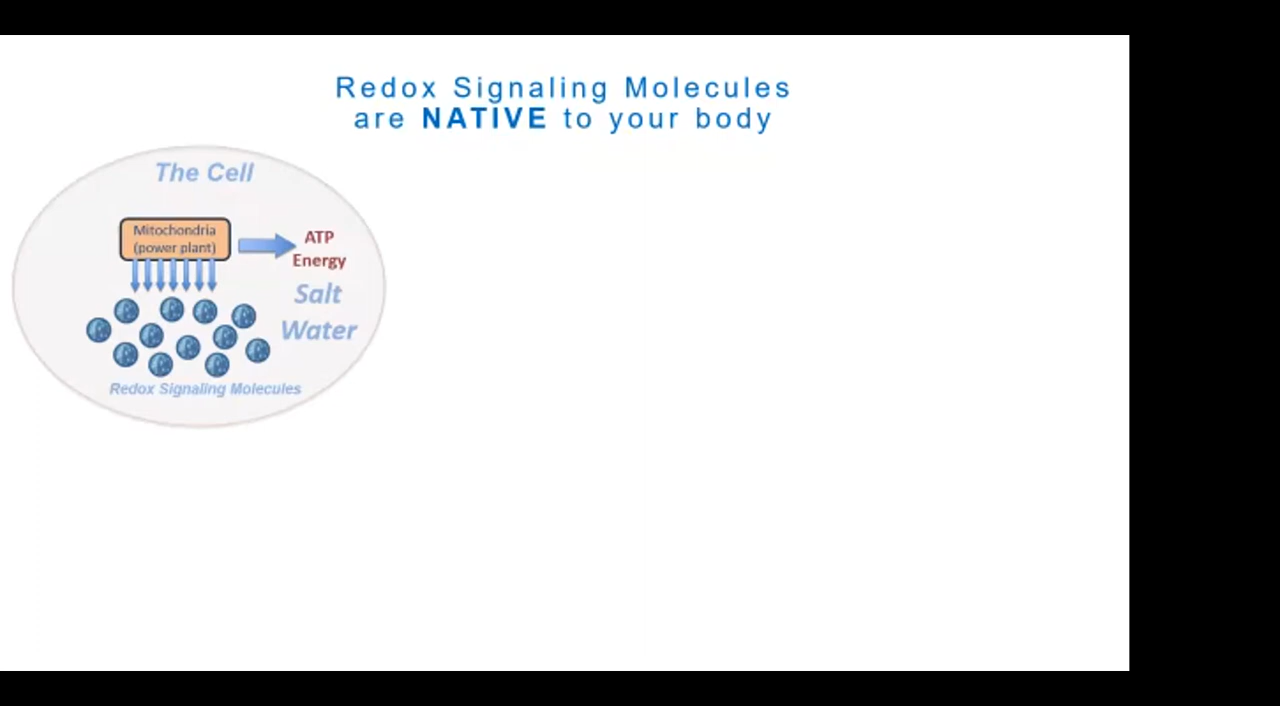 Redox Signaling Molecules
are NATIVE to your body
The Cell
Mitochondria
(power plant)
ATP
Energy
Salt
Water
Redox Signaling Molecules